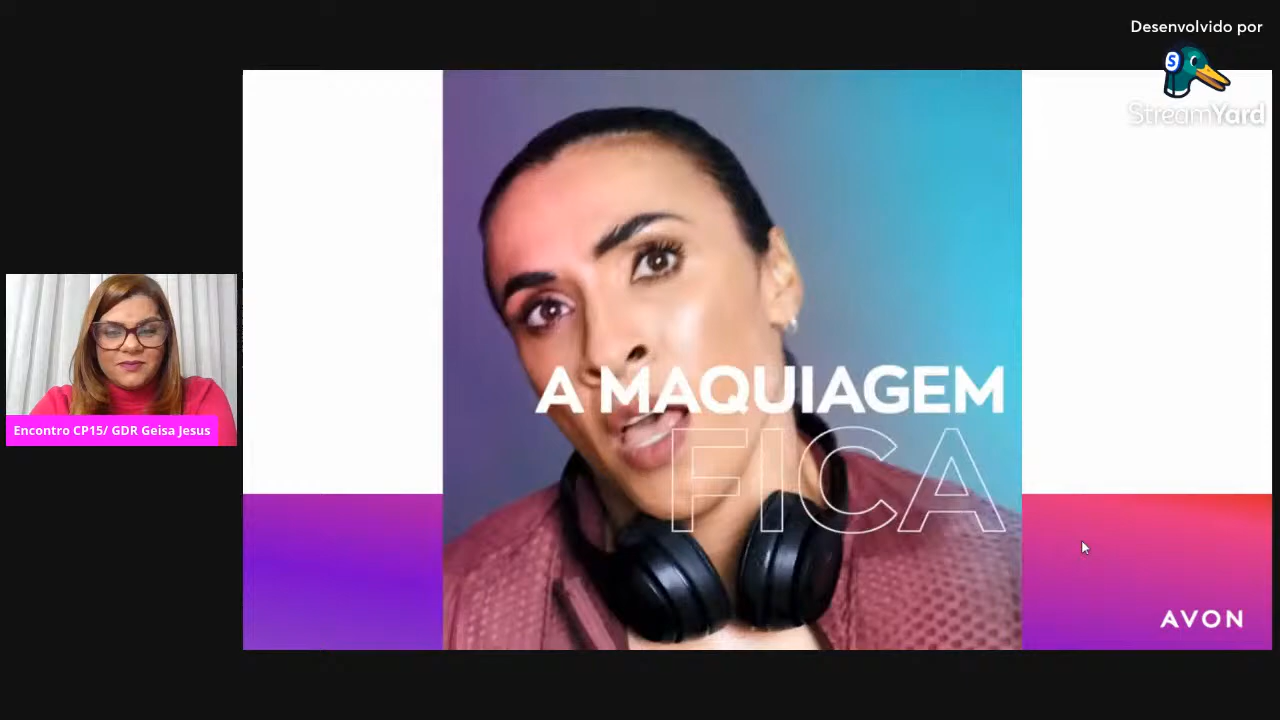 Desenvolvido por
S
StreamYard
A MAQUIAGEM
FICA
Encontro CP15/ GDR Geisa Jesus
AVON